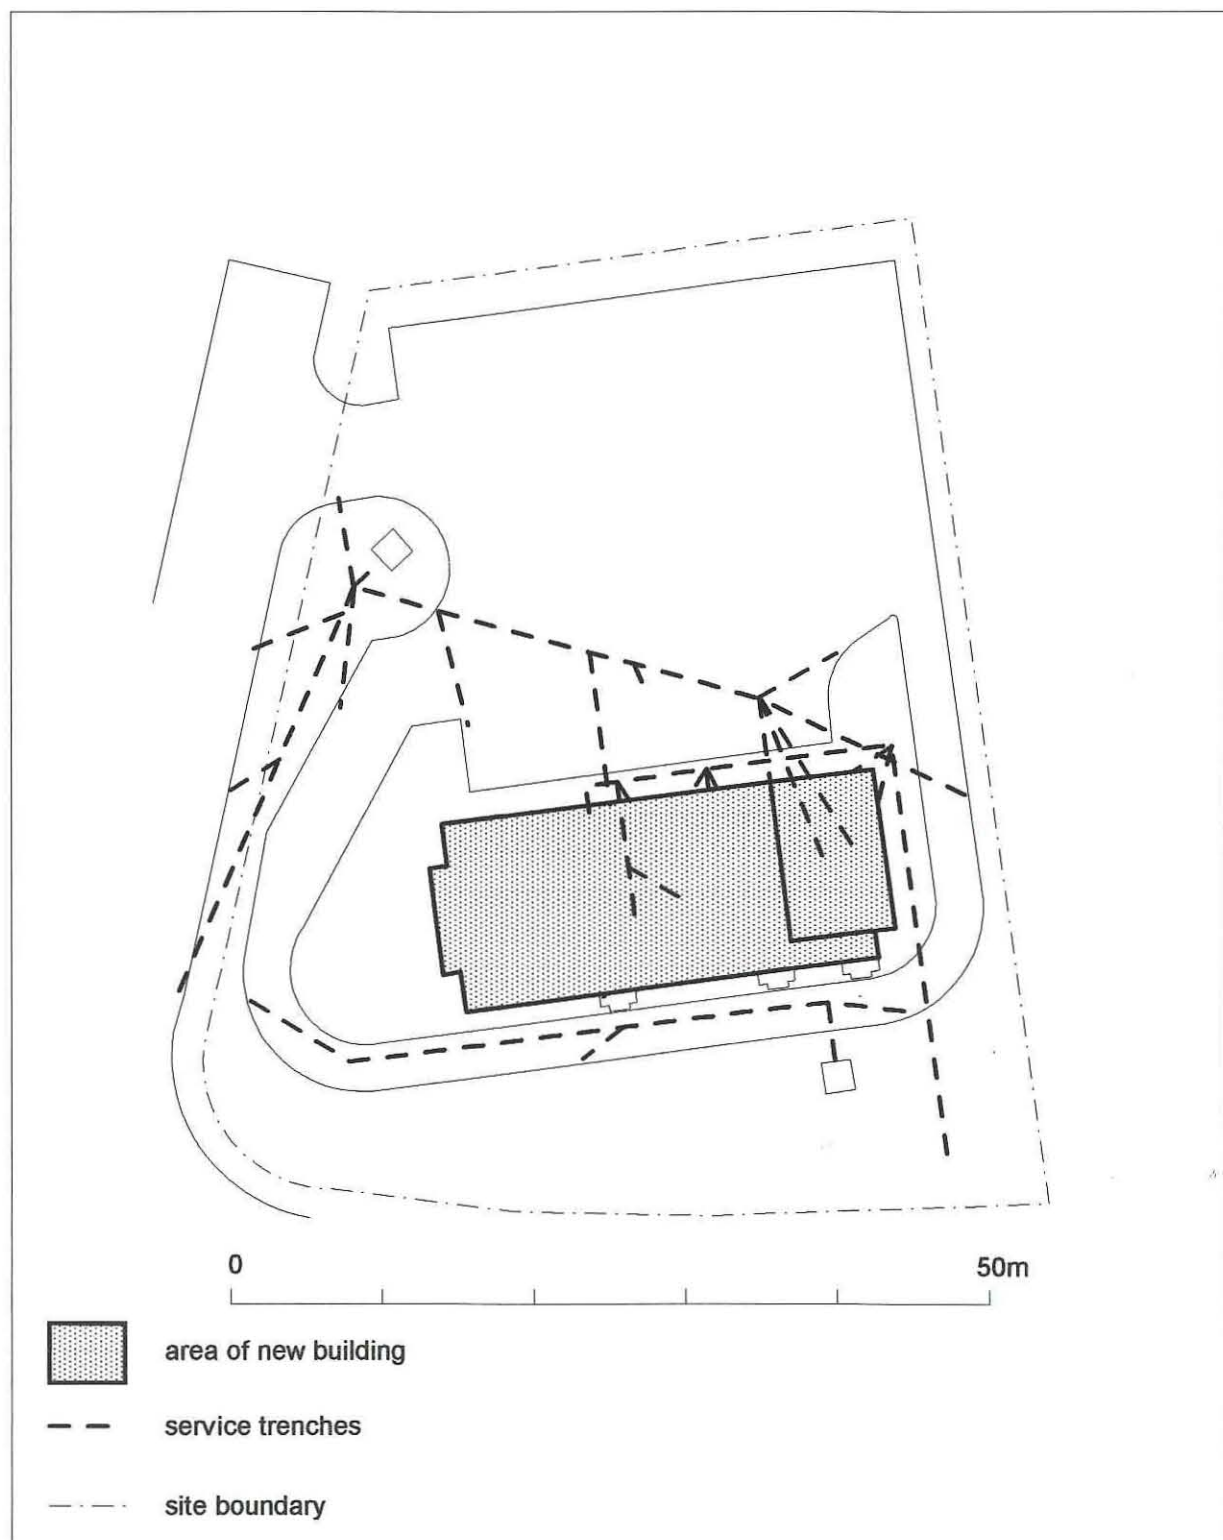 0 50m
area of new building
service trenches
site boundary